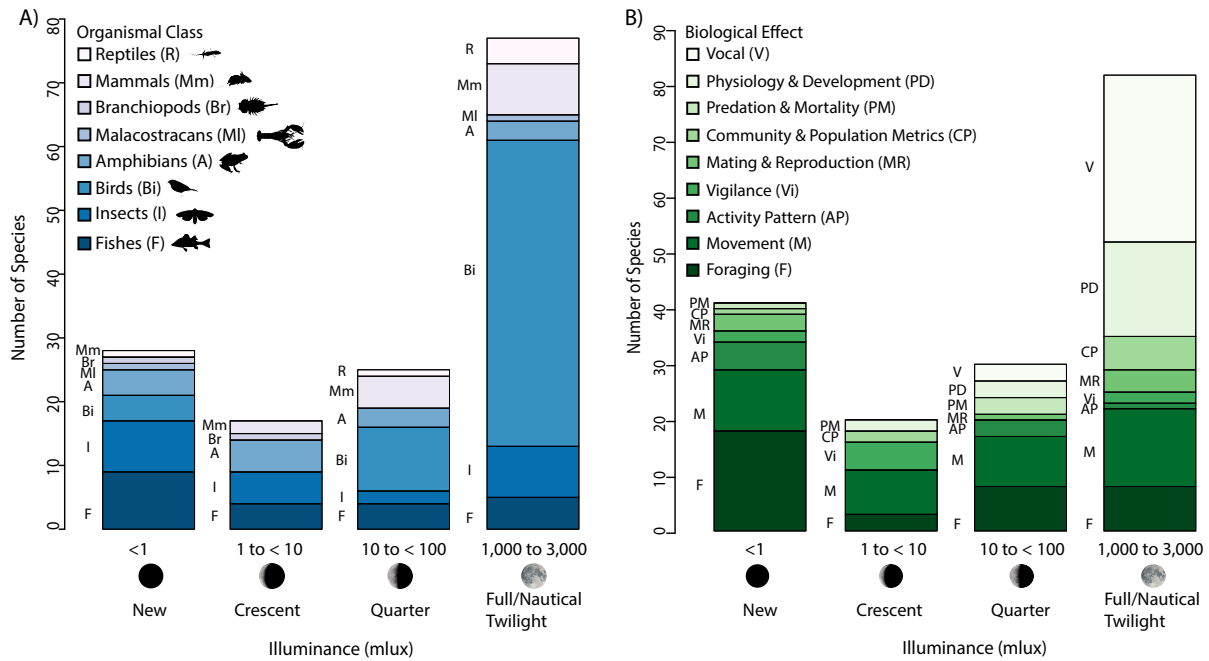 A)
Number of Species
80
70
60
50
40
30
20
10
0
Organismal Class
Reptiles (R)
Mammals (Mm)
Branchiopods (Br)
Malacostracans (Ml)
Amphibians (A)
Birds (Bi)
Insects (I)
Fishes (F)
Mm
Br
Ml
A
Bi
I
F
Mm
Br
A
I
F
R
Mm
A
Bi
I
F
R
Mm
Ml
A
Bi
I
F
<1
1 to < 10
10 to < 100
1,000 to 3,000
New
Crescent
Quarter
Full/Nautical
Twilight
Illuminance (mlux)
B)
Number of Species
90
80
70
60
50
40
30
20
10
0
Biological Effect
Vocal (V)
Physiology & Development (PD)
Predation & Mortality (PM)
Community & Population Metrics (CP)
Mating & Reproduction (MR)
Vigilance (Vi)
Activity Pattern (AP)
Movement (M)
Foraging (F)
PM
CP
MR
Vi
AP
M
F
PM
CP
Vi
M
F
V
PD
PM
MR
AP
M
F
V
PD
CP
MR
Vi
AP
M
F
<1
1 to < 10
10 to < 100
1,000 to 3,000
New
Crescent
Quarter
Full/Nautical
Twilight
Illuminance (mlux)